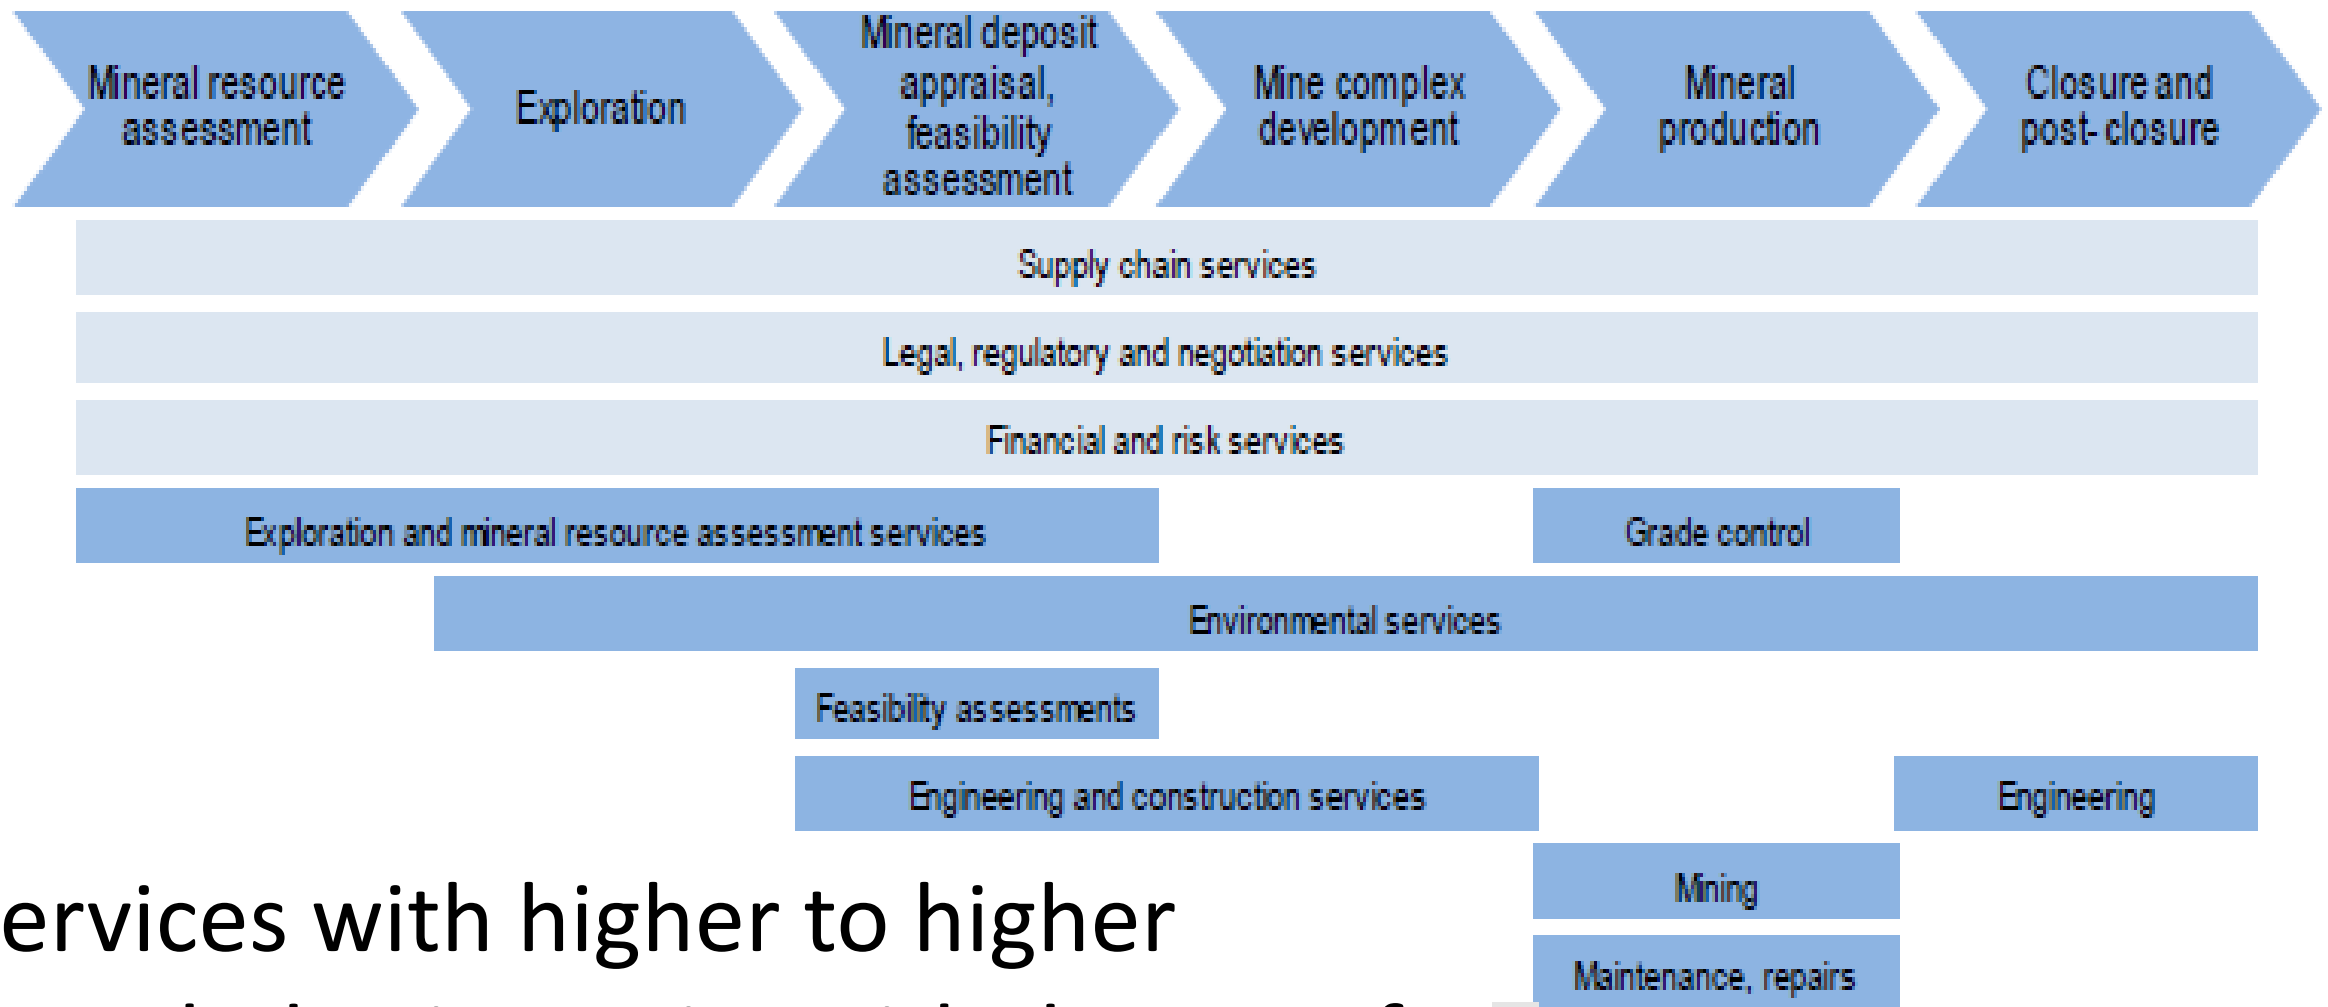 Mineral resource
assessment
Exploration
Mineral deposit
appraisal,
feasibility
assessment
Mine complex
development
Mineral
production
Closure and
post- closure
Supply chain services
Legal, regulatory and negotiation services
Financial and risk services
Exploration and mineral resource assessment services
Grade control
Environmental services
Feasibility assessments
Engineering and construction services
Engineering
Mining
ervices with higher to higher
Maintenance, repairs